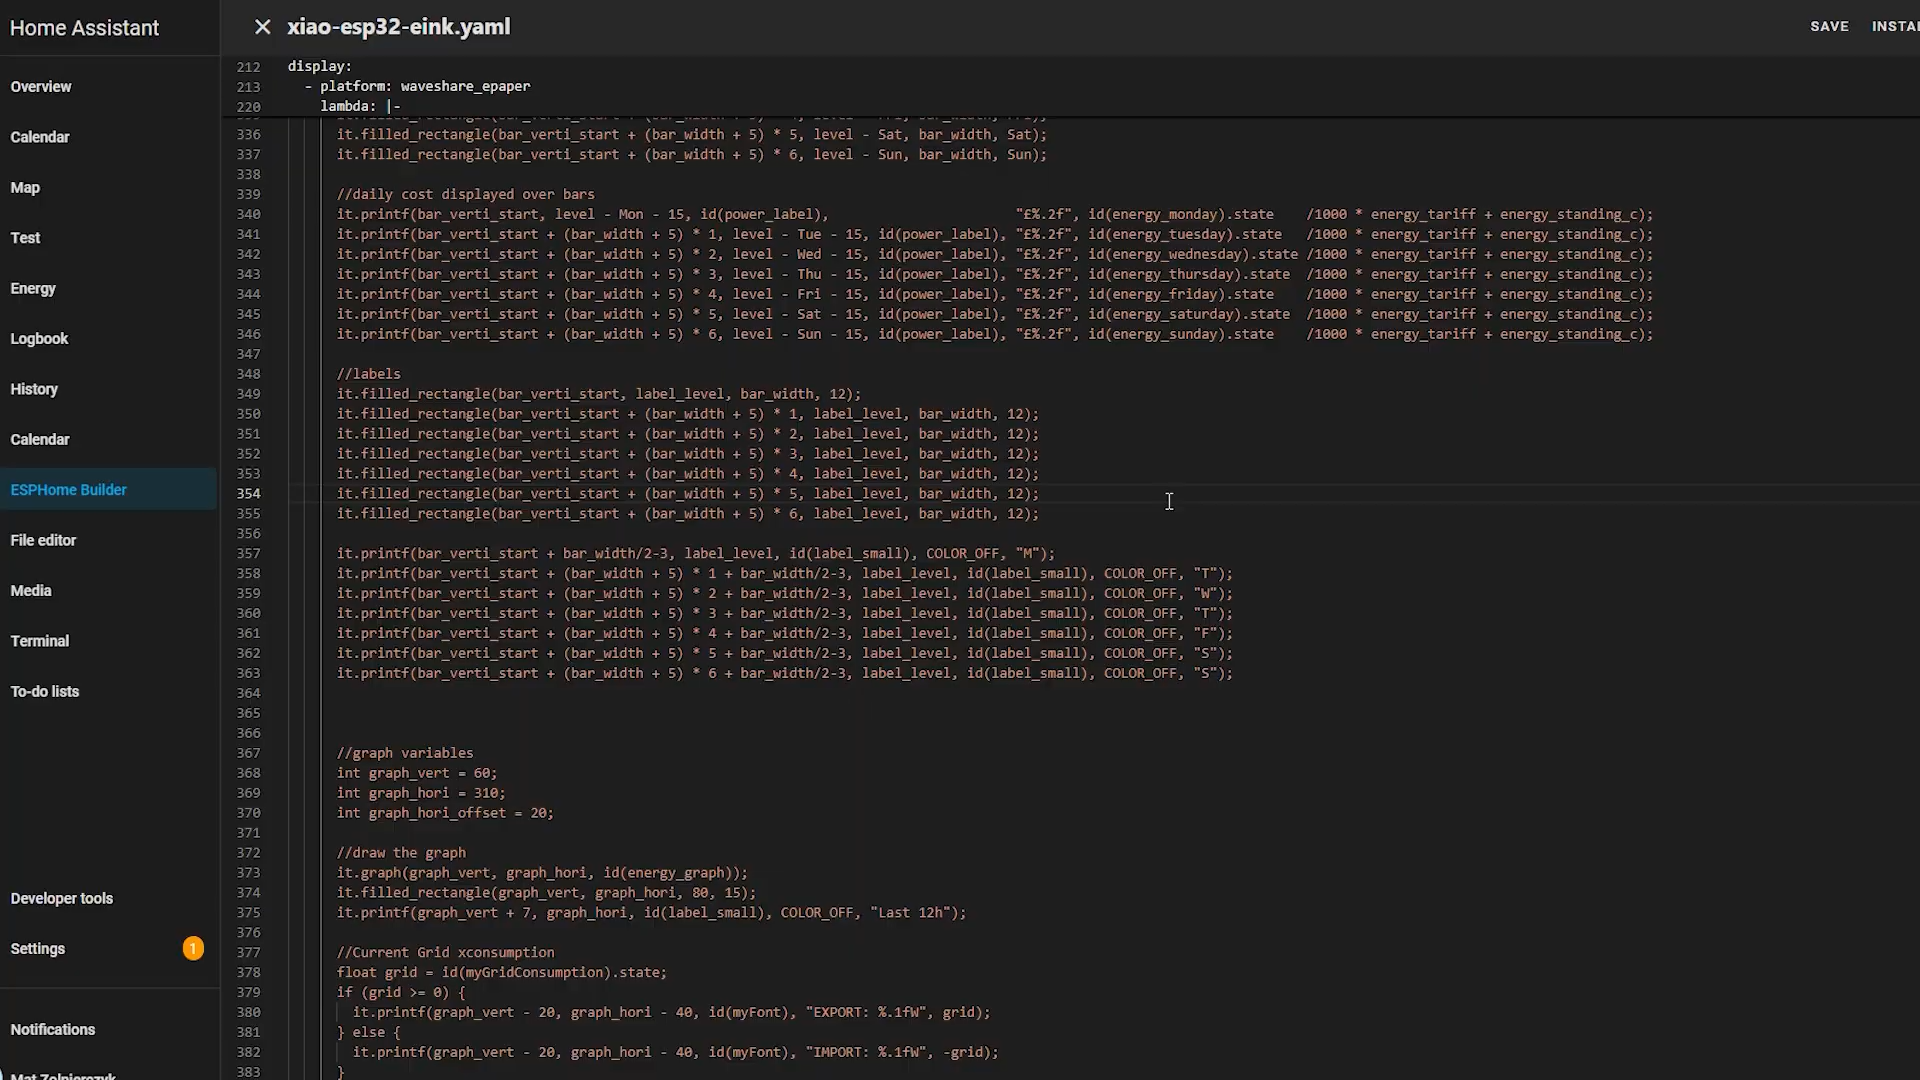 Home Assistant
Overview
Calendar
Map
Test
Energy
Logbook
History
Calendar
ESPHome Builder
File editor
Media
Terminal
To-do lists
Developer tools
Settings
1
Notifications
Mat Zolnierczyk
xiao-esp32-eink.yaml
SAVE
INSTAL
212 display:
213 - platform: waveshare_epaper
220 lambda: |-
336 it.filled_rectangle(bar_verti_start + (bar_width + 5) * 5, level - Sat, bar_width, Sat);
337 it.filled_rectangle(bar_verti_start + (bar_width + 5) * 6, level - Sun, bar_width, Sun);
338
339 //daily cost displayed over bars
340 it.printf(bar_verti_start, level - Mon - 15, id(power_label), "£%.2f", id(energy_monday).state /1000 * energy_tariff + energy_standing_c);
341 it.printf(bar_verti_start + (bar_width + 5) * 1, level - Tue - 15, id(power_label), "£%.2f", id(energy_tuesday).state /1000 * energy_tariff + energy_standing_c);
342 it.printf(bar_verti_start + (bar_width + 5) * 2, level - Wed - 15, id(power_label), "£%.2f", id(energy_wednesday).state /1000 * energy_tariff + energy_standing_c);
343 it.printf(bar_verti_start + (bar_width + 5) * 3, level - Thu - 15, id(power_label), "£%.2f", id(energy_thursday).state /1000 * energy_tariff + energy_standing_c);
344 it.printf(bar_verti_start + (bar_width + 5) * 4, level - Fri - 15, id(power_label), "£%.2f", id(energy_friday).state /1000 * energy_tariff + energy_standing_c);
345 it.printf(bar_verti_start + (bar_width + 5) * 5, level - Sat - 15, id(power_label), "£%.2f", id(energy_saturday).state /1000 * energy_tariff + energy_standing_c);
346 it.printf(bar_verti_start + (bar_width + 5) * 6, level - Sun - 15, id(power_label), "£%.2f", id(energy_sunday).state /1000 * energy_tariff + energy_standing_c);
347
348 //labels
349 it.filled_rectangle(bar_verti_start, label_level, bar_width, 12);
350 it.filled_rectangle(bar_verti_start + (bar_width + 5) * 1, label_level, bar_width, 12);
351 it.filled_rectangle(bar_verti_start + (bar_width + 5) * 2, label_level, bar_width, 12);
352 it.filled_rectangle(bar_verti_start + (bar_width + 5) * 3, label_level, bar_width, 12);
353 it.filled_rectangle(bar_verti_start + (bar_width + 5) * 4, label_level, bar_width, 12);
354 it.filled_rectangle(bar_verti_start + (bar_width + 5) * 5, label_level, bar_width, 12);
355 it.filled_rectangle(bar_verti_start + (bar_width + 5) * 6, label_level, bar_width, 12);
356
357 it.printf(bar_verti_start + bar_width/2-3, label_level, id(label_small), COLOR_OFF, "M");
358 it.printf(bar_verti_start + (bar_width + 5) * 1 + bar_width/2-3, label_level, id(label_small), COLOR_OFF, "T");
359 it.printf(bar_verti_start + (bar_width + 5) * 2 + bar_width/2-3, label_level, id(label_small), COLOR_OFF, "W");
360 it.printf(bar_verti_start + (bar_width + 5) * 3 + bar_width/2-3, label_level, id(label_small), COLOR_OFF, "T");
361 it.printf(bar_verti_start + (bar_width + 5) * 4 + bar_width/2-3, label_level, id(label_small), COLOR_OFF, "F");
362 it.printf(bar_verti_start + (bar_width + 5) * 5 + bar_width/2-3, label_level, id(label_small), COLOR_OFF, "S");
363 it.printf(bar_verti_start + (bar_width + 5) * 6 + bar_width/2-3, label_level, id(label_small), COLOR_OFF, "S");
364
365
366
367 //graph variables
368 int graph_vert = 60;
369 int graph_hori = 310;
370 int graph_hori_offset = 20;
371
372 //draw the graph
373 it.graph(graph_vert, graph_hori, id(energy_graph));
374 it.filled_rectangle(graph_vert, graph_hori, 80, 15);
375 it.printf(graph_vert + 7, graph_hori, id(label_small), COLOR_OFF, "Last 12h");
376
377 //Current Grid xconsumption
378 float grid = id(myGridConsumption).state;
379 if (grid >= 0) {
380 it.printf(graph_vert - 20, graph_hori - 40, id(myFont), "EXPORT: %.1fW", grid);
381 } else {
382 it.printf(graph_vert - 20, graph_hori - 40, id(myFont), "IMPORT: %.1fW", -grid);
383 }